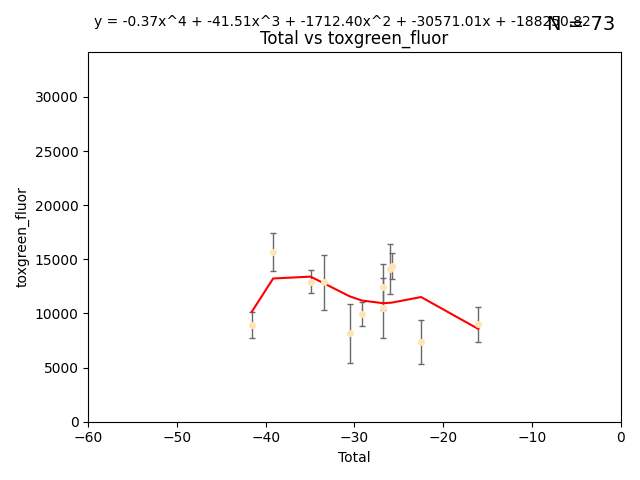 y = -0.37x^4 + -41.51x^3 + -1712.40x^2 + -30571.01x + -188250.82
N = 73
Total vs toxgreen_fluor
30000
25000
20000
15000
10000
5000
0
toxgreen_fluor
−60
−50
−40
−30
−20
−10
0
Total